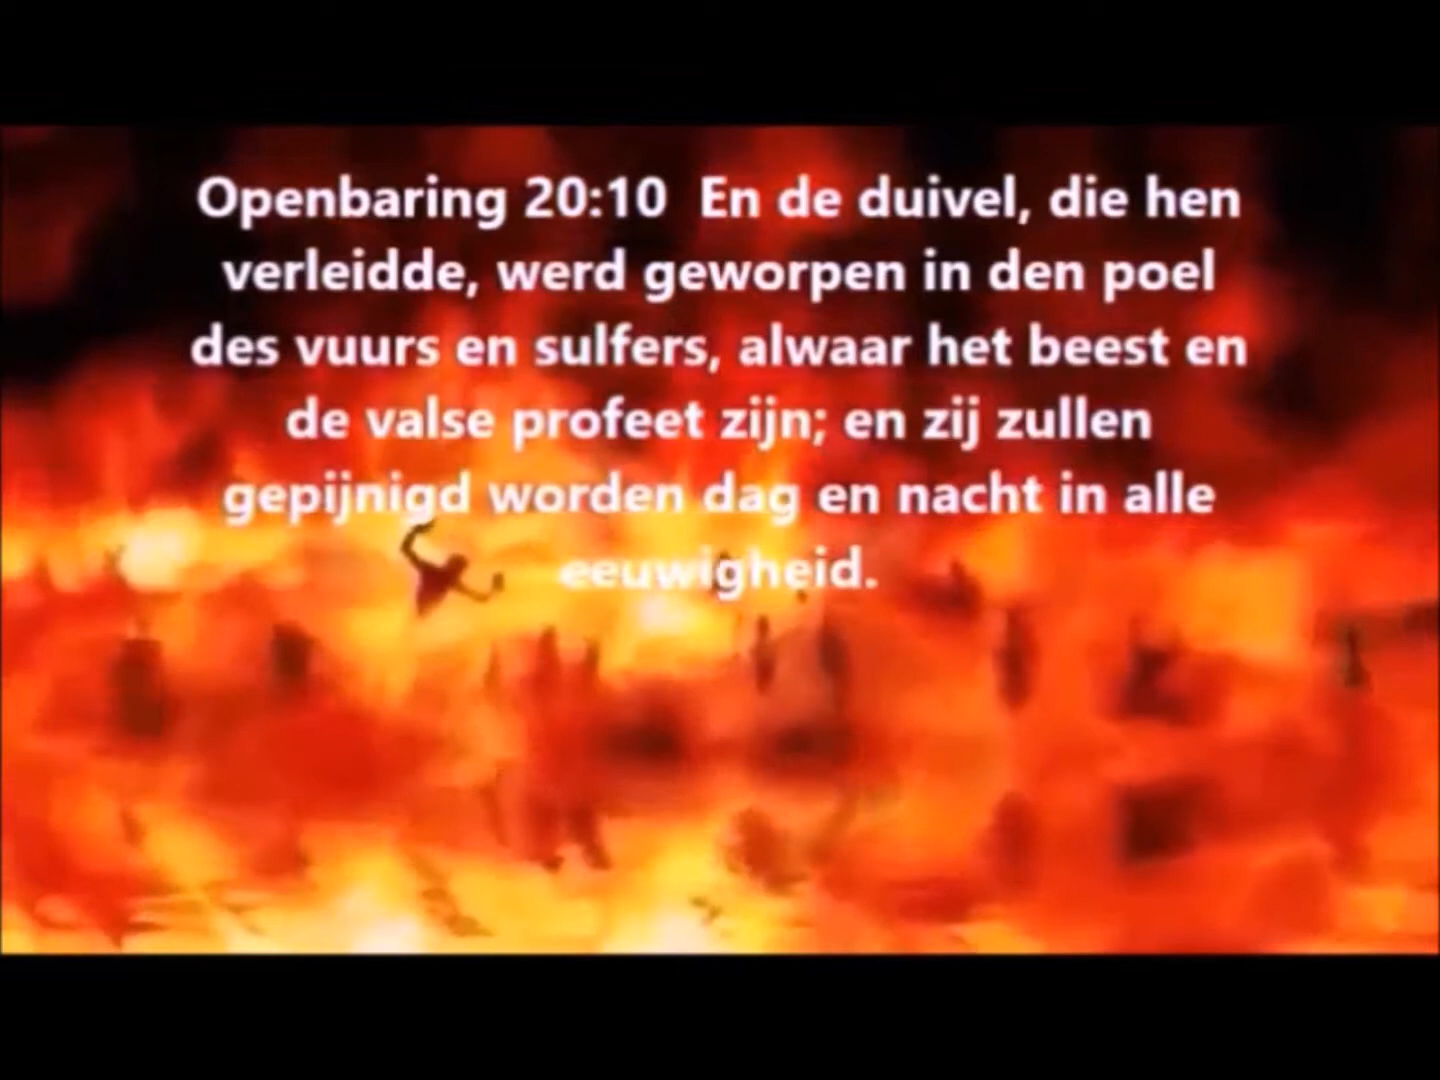 Openbaring 20:10  En de duivel, die hen
verleidde, werd geworpen in den poel
des vuurs en sulfers, alwaar het beest en
de valse profeet zijn; en zij zullen
gepijnigd worden dag en nacht in alle
eeuwigheid.